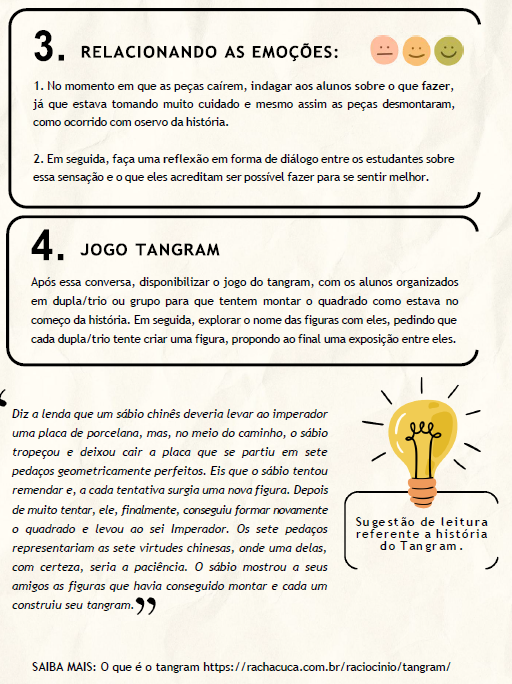 3. RELACIONANDO AS EMOÇÕES:
1. No momento em que as peças caírem, indagar aos alunos sobre o que fazer,
já que estava tomando muito cuidado e mesmo assim as peças desmontaram,
como ocorrido com oservo da história.
2. Em seguida, faça uma reflexão em forma de diálogo entre os estudantes sobre
essa sensação e o que eles acreditam ser possível fazer para se sentir melhor.
4. JOGO TANGRAM
Após essa conversa, disponibilizar o jogo do tangram, com os alunos organizados
em dupla/trio ou grupo para que tentem montar o quadrado como estava no
começo da história. Em seguida, explorar o nome das figuras com eles, pedindo que
cada dupla/trio tente criar uma figura, propondo ao final uma exposição entre eles.
“Diz a lenda que um sábio chinês deveria levar ao imperador
uma placa de porcelana, mas, no meio do caminho, o sábio
tropeçou e deixou cair a placa que se partiu em sete
pedaços geometricamente perfeitos. Eis que o sábio tentou
remendar e, a cada tentativa surgia uma nova figura. Depois
de muito tentar, ele, finalmente, conseguiu formar novamente
o quadrado e levou ao sei Imperador. Os sete pedaços
representariam as sete virtudes chinesas, onde uma delas,
com certeza, seria a paciência. O sábio mostrou a seus
amigos as figuras que havia conseguido montar e cada um
construiu seu tangram.”
Sugestão de leitura
referente a história
do Tangram.
SAIBA MAIS: O que é o tangram https://rachacuca.com.br/raciocinio/tangram/